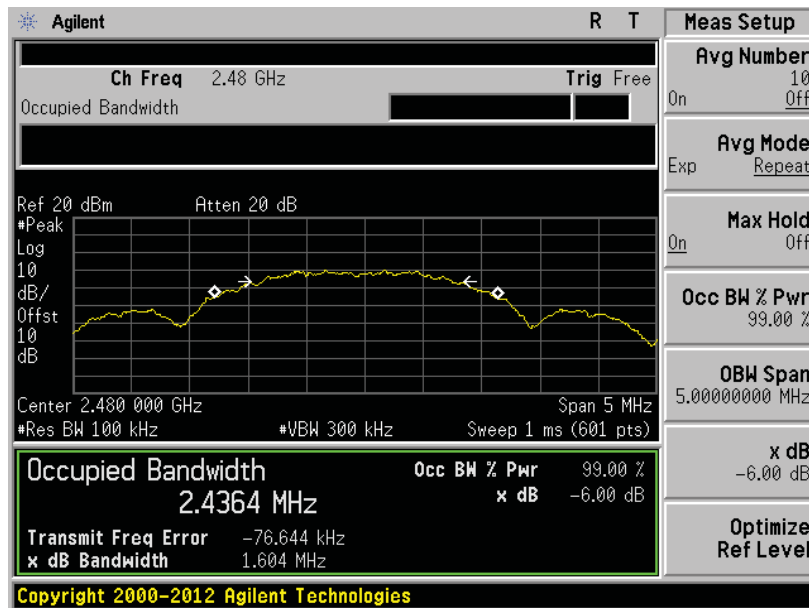 Agilent R T
Ch Freq 2.48 GHz Trig Free
Occupied Bandwidth
Ref 20 dBm Atten 20 dB
#Peak
Log
10
dB/
Offst
10
dB
Center 2.480 000 GHz Span 5 MHz
#Res BW 100 kHz #VBW 300 kHz Sweep 1 ms (601 pts)
Occupied Bandwidth
2.4364 MHz
Occ BW % Pwr 99.00 %
x dB -6.00 dB
Transmit Freq Error -76.644 kHz
x dB Bandwidth 1.604 MHz
Copyright 2000-2012 Agilent Technologies
Meas Setup
Avg Number
10
On Off
Avg Mode
Exp Repeat
Max Hold
On Off
Occ BW % Pwr
99.00 %
OBW Span
5.00000000 MHz
x dB
-6.00 dB
Optimize
Ref Level